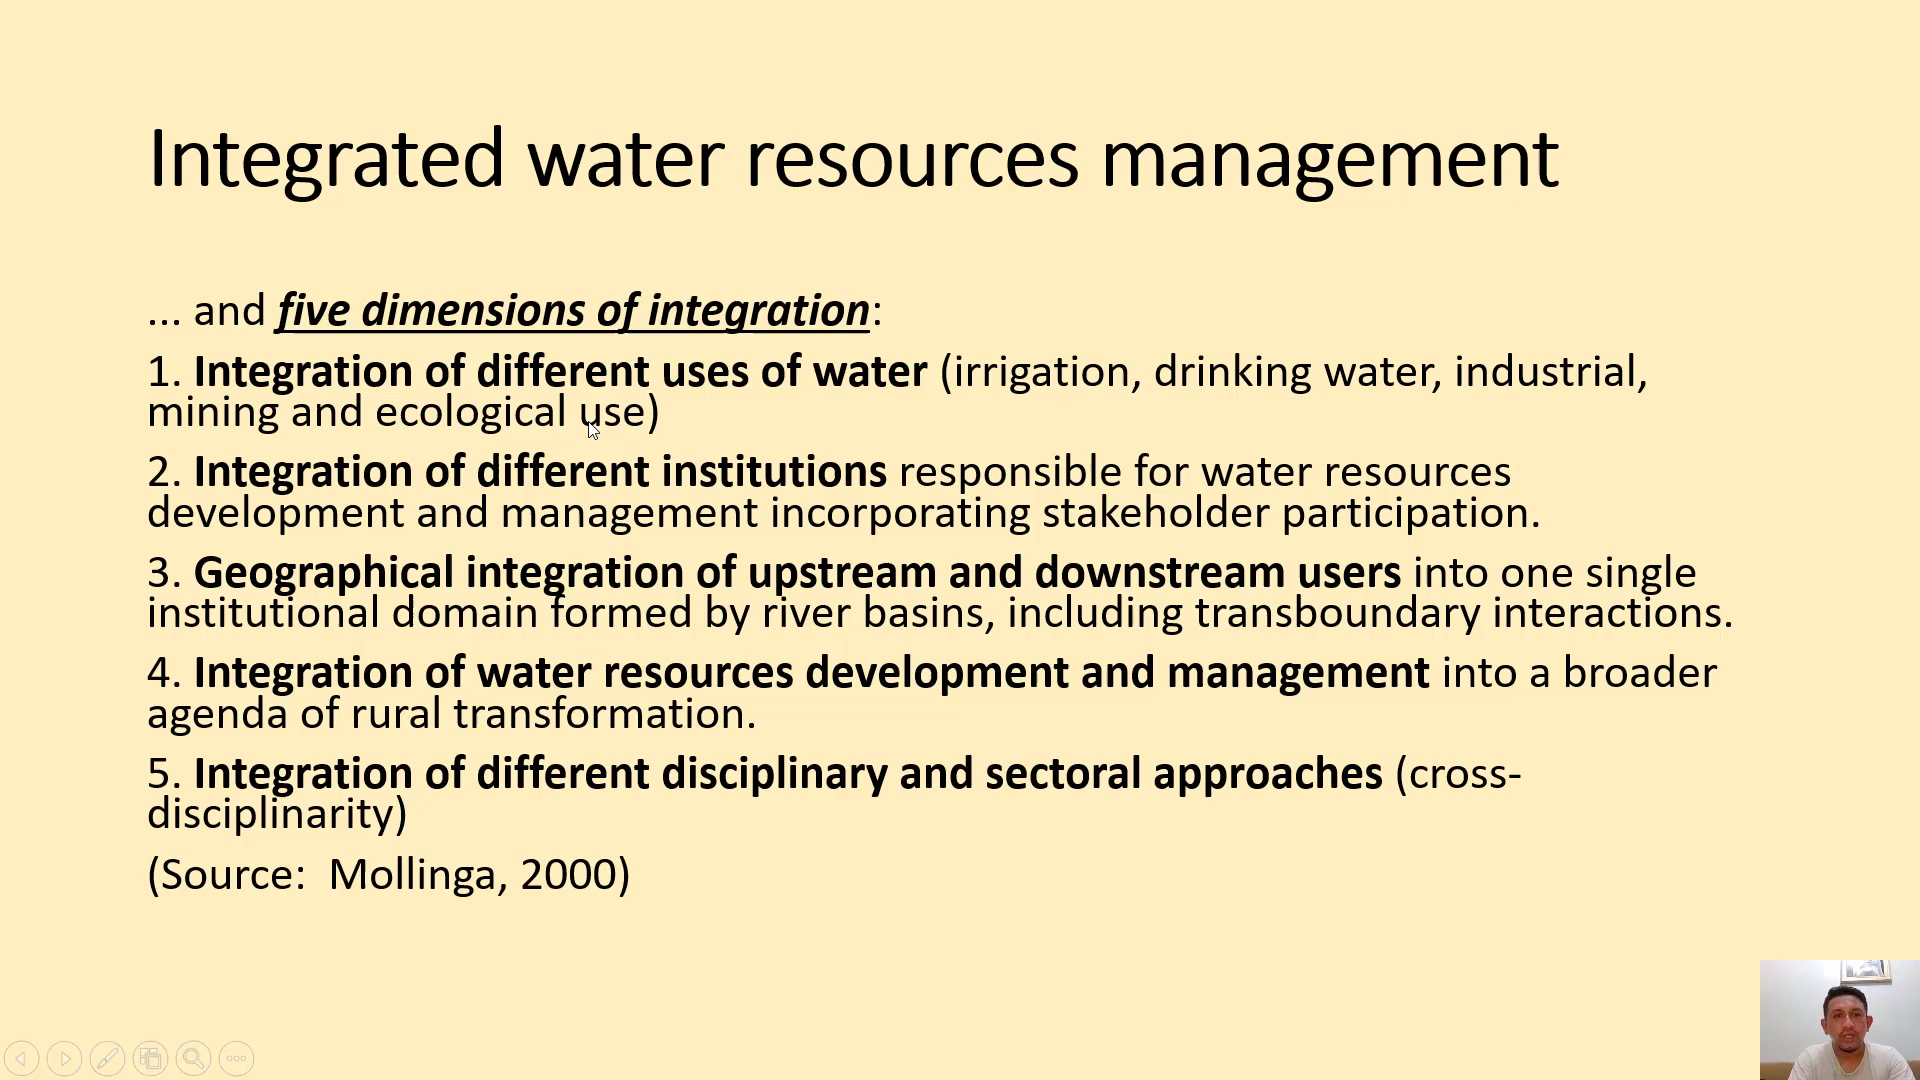 Integrated water resources management
... and five dimensions of integration:
1. Integration of different uses of water (irrigation, drinking water, industrial,
mining and ecological use)
2. Integration of different institutions responsible for water resources
development and management incorporating stakeholder participation.
3. Geographical integration of upstream and downstream users into one single
institutional domain formed by river basins, including transboundary interactions.
4. Integration of water resources development and management into a broader
agenda of rural transformation.
5. Integration of different disciplinary and sectoral approaches (cross-
disciplinarity)
(Source:  Mollinga, 2000)